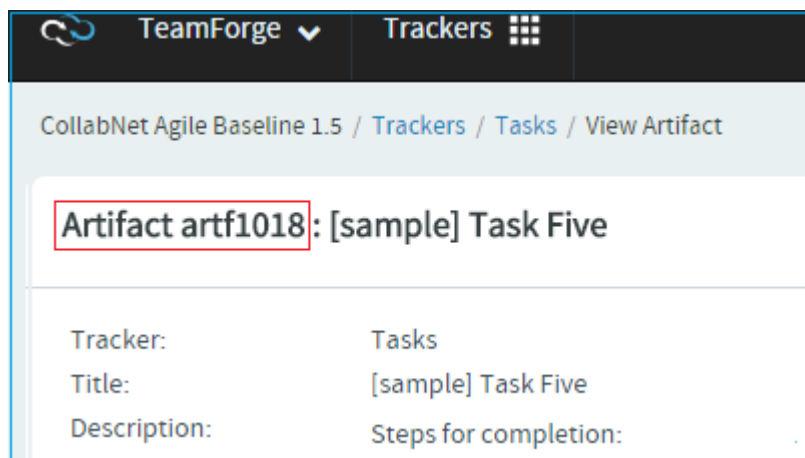 TeamForge Trackers
CollabNet Agile Baseline 1.5 / Trackers / Tasks / View Artifact
Artifact artf1018 : [sample] Task Five
Tracker: Tasks
Title: [sample] Task Five
Description: Steps for completion: